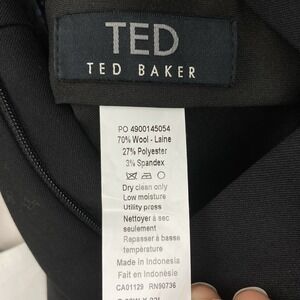 TED
TED BAKER
PO 4900145054
70% Wool - Laine
27% Polyester
3% Spandex
Dry clean only
Low moisture
Utility press
Nettoyer à sec
seulement
Repasser à basse
température
Made in Indonesia
Fait en Indonésie
CA01129 RN90736